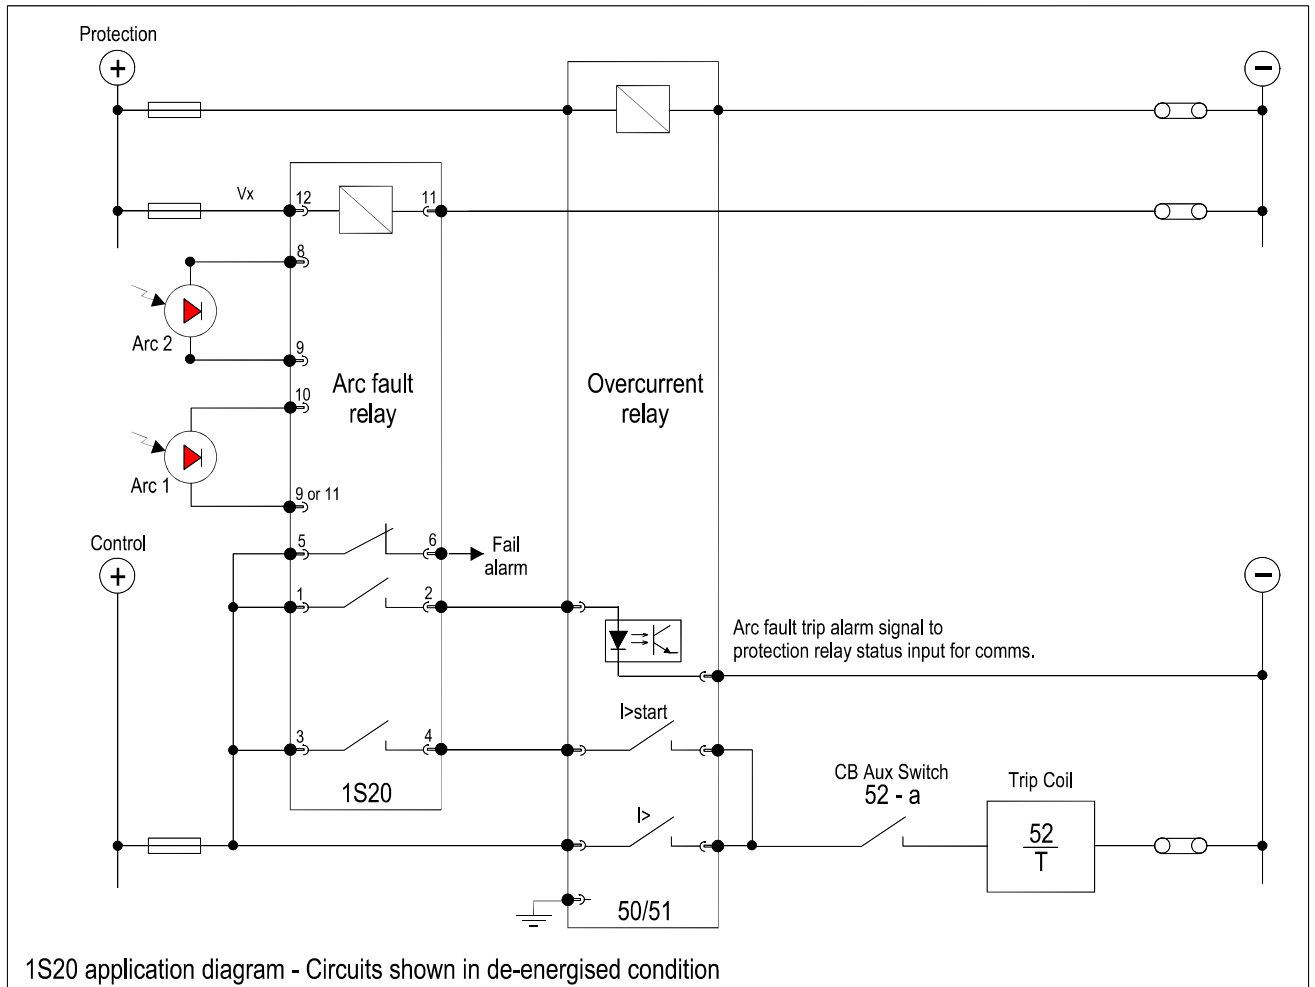 Protection
+
−
Vx
12
11
8
Arc 2
9
10
Arc fault
relay
Overcurrent
relay
Arc 1
9 or 11
Control
+
5
6
Fail
alarm
−
1
2
Arc fault trip alarm signal to
protection relay status input for comms.
I>start
3
4
1S20
CB Aux Switch
52 - a
Trip Coil
I>
52
T
50/51
1S20 application diagram - Circuits shown in de-energised condition